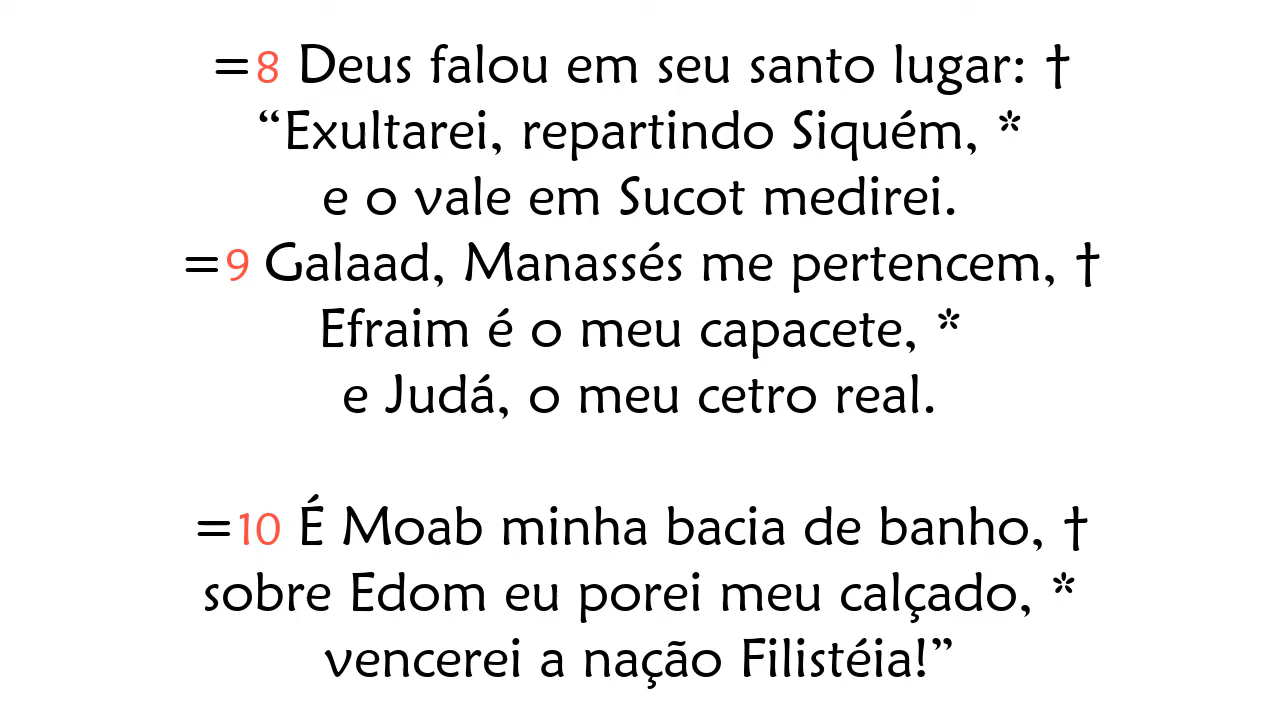 =8 Deus falou em seu santo lugar: †
“Exultarei, repartindo Siquém, *
e o vale em Sucot medirei.
=9 Galaad, Manassés me pertencem, †
Efraim é o meu capacete, *
e Judá, o meu cetro real.
=10 É Moab minha bacia de banho, †
sobre Edom eu porei meu calçado, *
vencerei a nação Filistéia!”